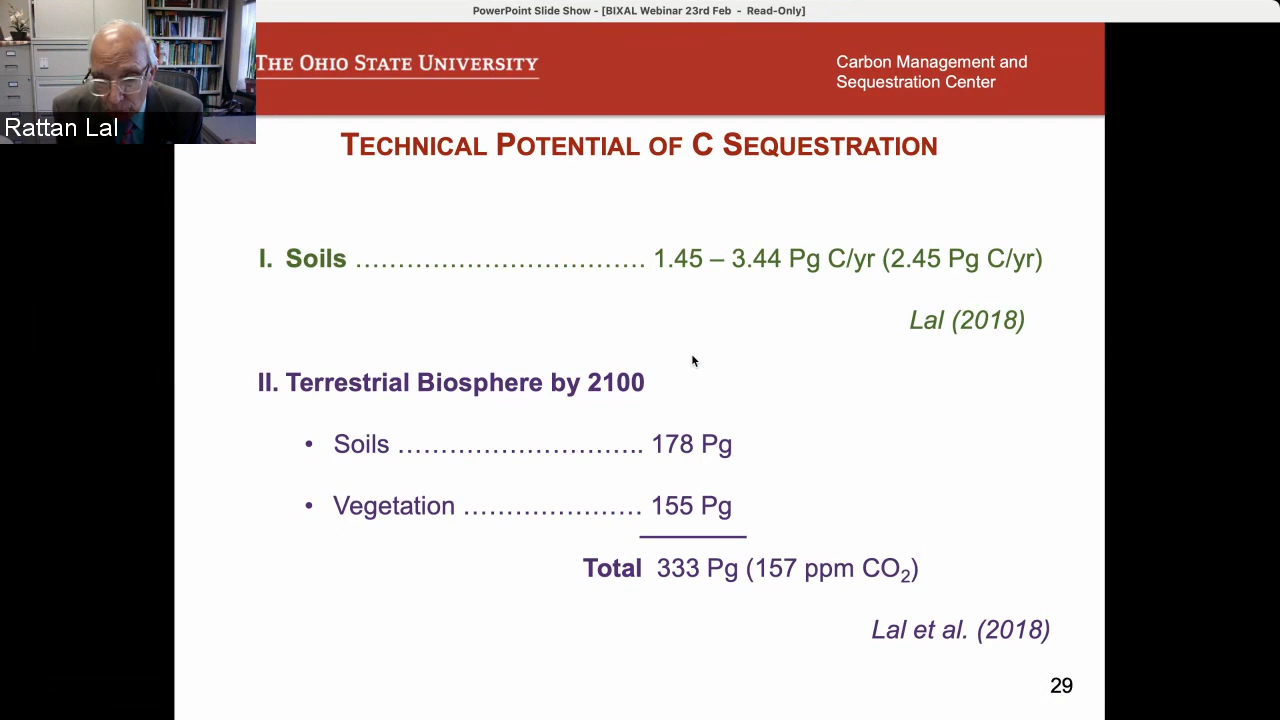 PowerPoint Slide Show - [BIXAL Webinar 23rd Feb - Read-Only]
THE OHIO STATE UNIVERSITY
Carbon Management and
Sequestration Center
Rattan Lal
TECHNICAL POTENTIAL OF C SEQUESTRATION
I. Soils ……………………………. 1.45 – 3.44 Pg C/yr (2.45 Pg C/yr)
Lal (2018)
II. Terrestrial Biosphere by 2100
• Soils ……………………….. 178 Pg
• Vegetation ………………… 155 Pg
Total 333 Pg (157 ppm CO₂)
Lal et al. (2018)
29